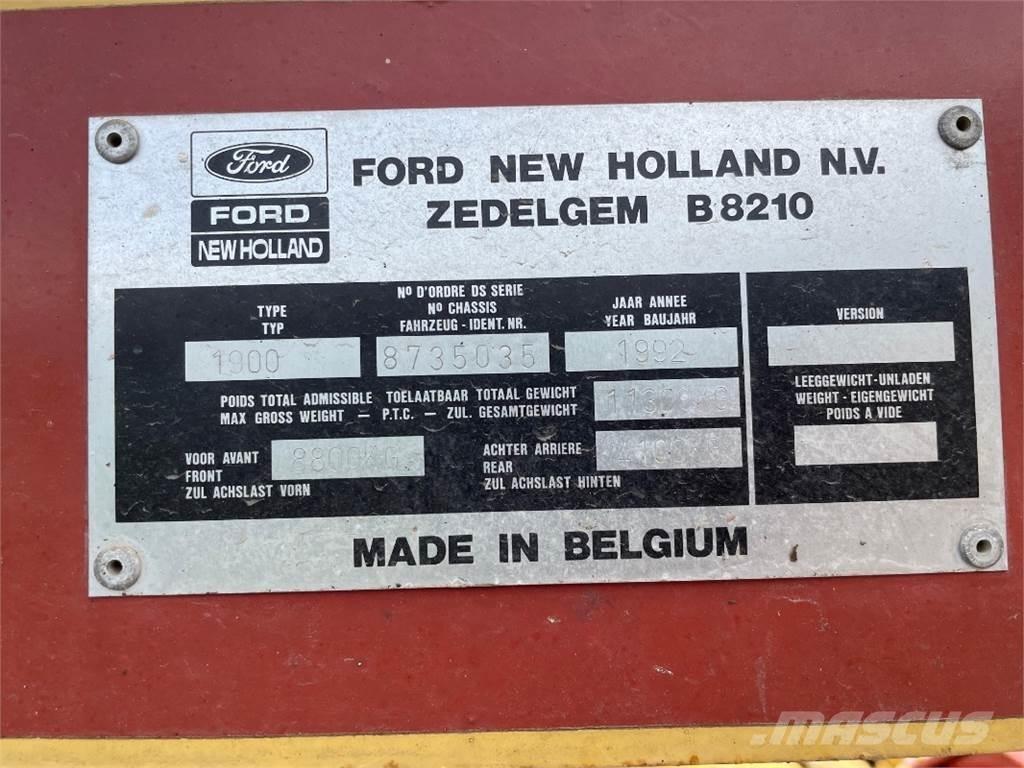 Ford
FORD
NEW HOLLAND
FORD NEW HOLLAND N.V.
ZEDELGEM B8210
TYPE
TYP
1900
Nº D'ORDRE DS SERIE
Nº CHASSIS
FAHRZEUG - IDENT. NR.
8735035
JAAR ANNEE
YEAR BAUJAHR
1992
VERSION
POIDS TOTAL ADMISSIBLE TOELAATBAAR TOTAAL GEWICHT
MAX GROSS WEIGHT — P.T.C. — ZUL. GESAMTGEWICHT
LEEGGEWICHT-UNLADEN
WEIGHT - EIGENGEWICHT
POIDS A VIDE
VOOR AVANT
FRONT
ZUL ACHSLAST VORN
8800KG
ACHTER ARRIERE
REAR
ZUL ACHSLAST HINTEN
MADE IN BELGIUM
MASCUS